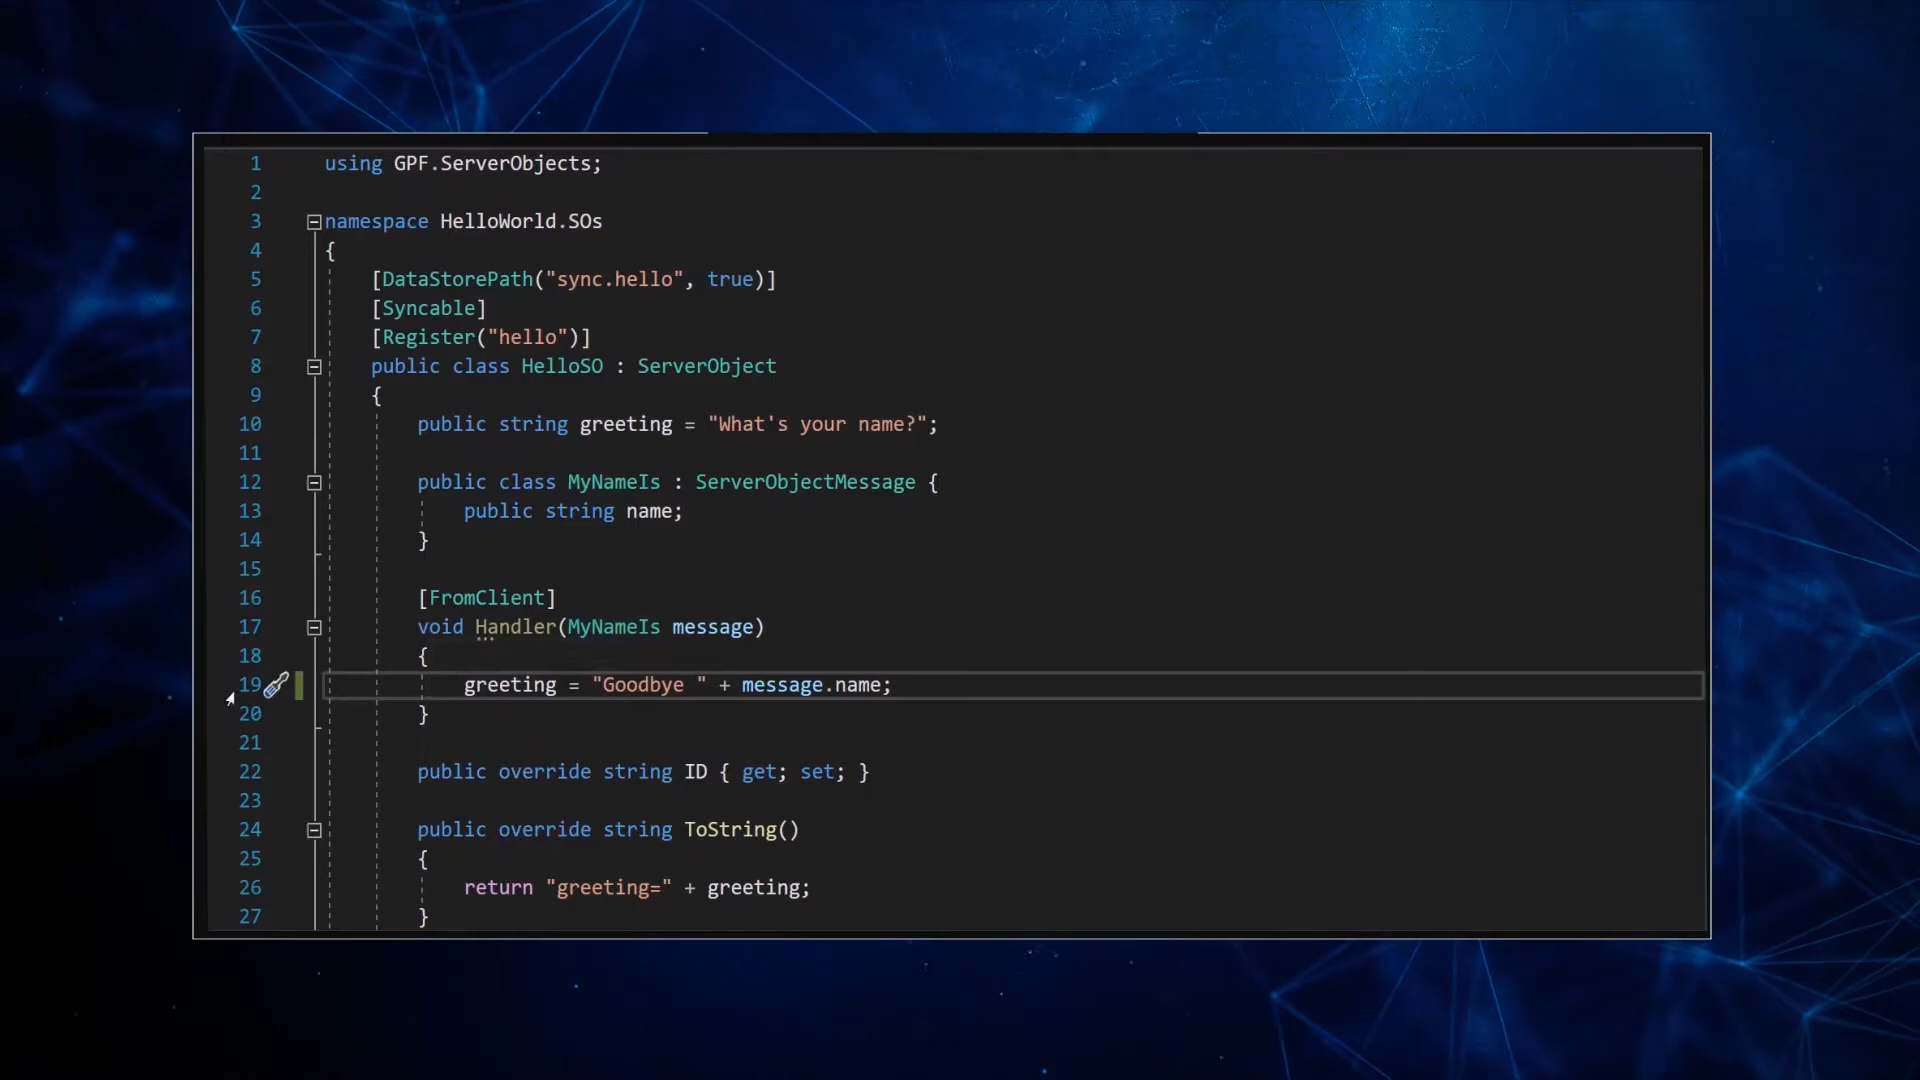 1 using GPF.ServerObjects;
2
3 namespace HelloWorld.SOs
4 {
5 [DataStorePath("sync.hello", true)]
6 [Syncable]
7 [Register("hello")]
8 public class HelloSO : ServerObject
9 {
10 public string greeting = "What's your name?";
11
12 public class MyNameIs : ServerObjectMessage {
13 public string name;
14 }
15
16 [FromClient]
17 void Handler(MyNameIs message)
18 {
19 greeting = "Goodbye " + message.name;
20 }
21
22 public override string ID { get; set; }
23
24 public override string ToString()
25 {
26 return "greeting=" + greeting;
27 }